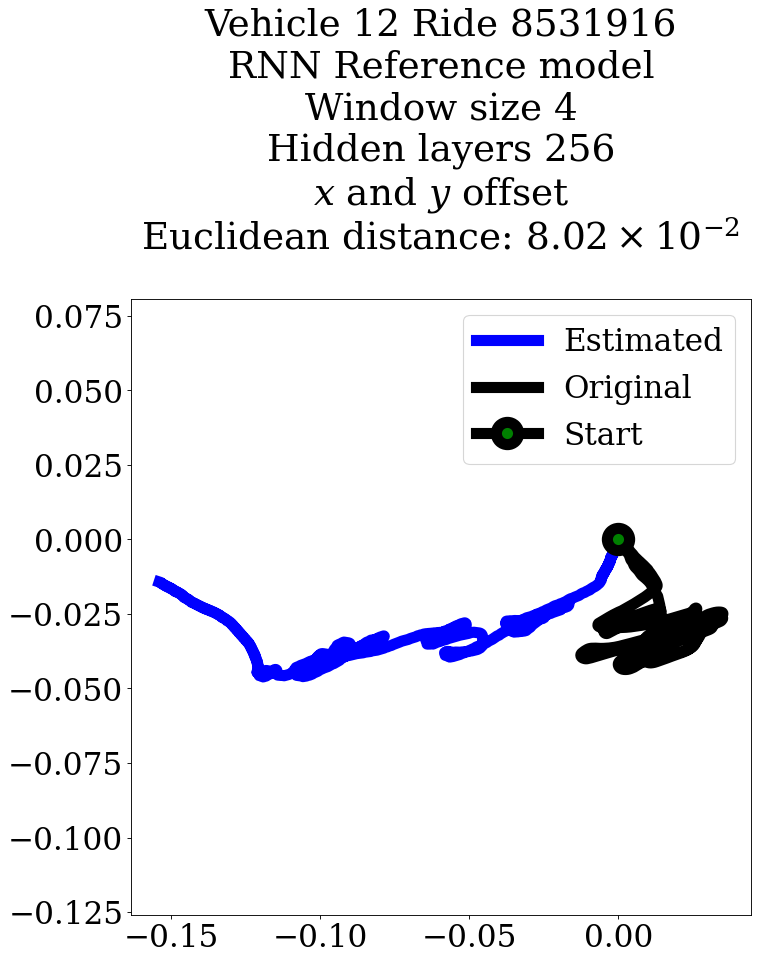 Vehicle 12 Ride 8531916
RNN Reference model
Window size 4
Hidden layers 256
x and y offset
Euclidean distance: 8.02 × 10⁻²
Estimated
Original
Start
0.075
0.050
0.025
0.000
−0.025
−0.050
−0.075
−0.100
−0.125
−0.15
−0.10
−0.05
0.00